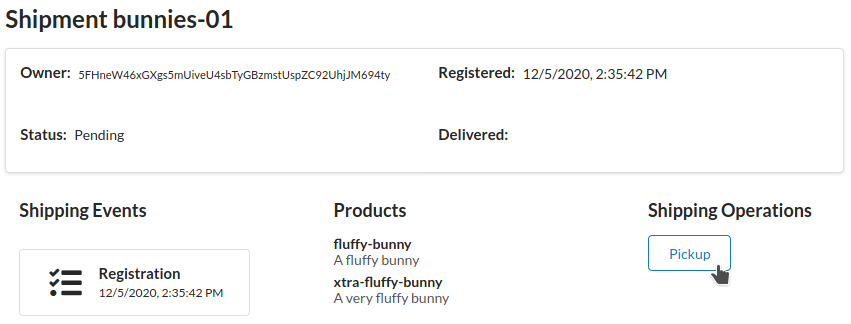 Shipment bunnies-01
Owner: 5FHneW46xGXgs5mUiveU4sbTyGBzmstUspZC92UhjJM694ty
Registered: 12/5/2020, 2:35:42 PM
Status: Pending
Delivered:
Shipping Events
Registration
12/5/2020, 2:35:42 PM
Products
fluffy-bunny
A fluffy bunny
xtra-fluffy-bunny
A very fluffy bunny
Shipping Operations
Pickup